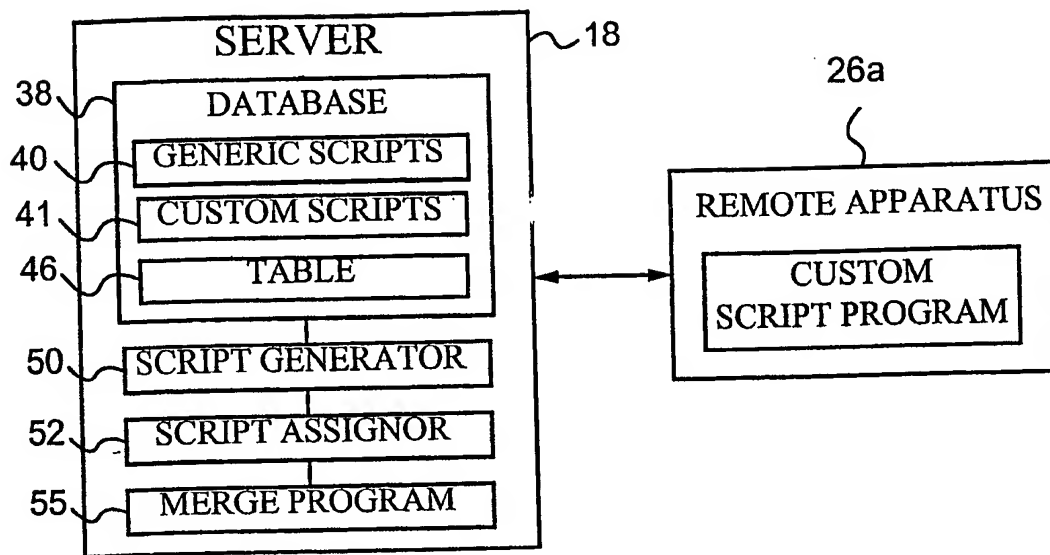 SERVER
18
38
DATABASE
40
GENERIC SCRIPTS
41
CUSTOM SCRIPTS
46
TABLE
50
SCRIPT GENERATOR
52
SCRIPT ASSIGNOR
55
MERGE PROGRAM
26a
REMOTE APPARATUS
CUSTOM
SCRIPT PROGRAM